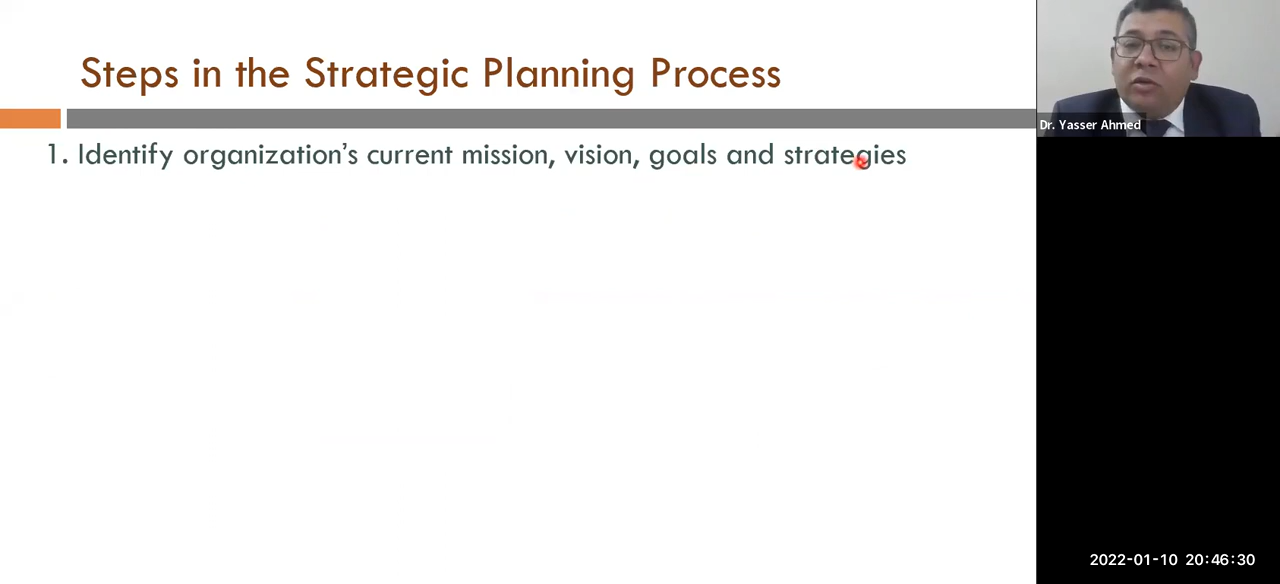 Steps in the Strategic Planning Process
1. Identify organization's current mission, vision, goals and strategies
Dr. Yasser Ahmed
2022-01-10 20:46:30